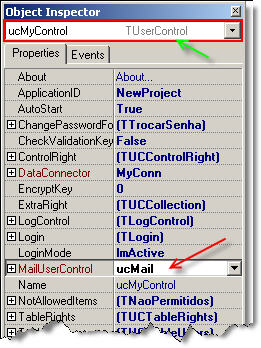 Object Inspector
ucMyControl TUserControl
Properties Events
About About...
ApplicationID NewProject
AutoStart True
ChangePasswordFo (TTrocarSenha)
CheckValidationKey False
ControlRight (TUCControlRight)
DataConnector MyConn
EncryptKey 0
ExtraRight (TUCCollection)
LogControl (TLogControl)
Login (TLogin)
LoginMode lmActive
MailUserControl ucMail
Name ucMyControl
NotAllowedItems (TNaoPermitidos)
TableRights (TUCTableRights)